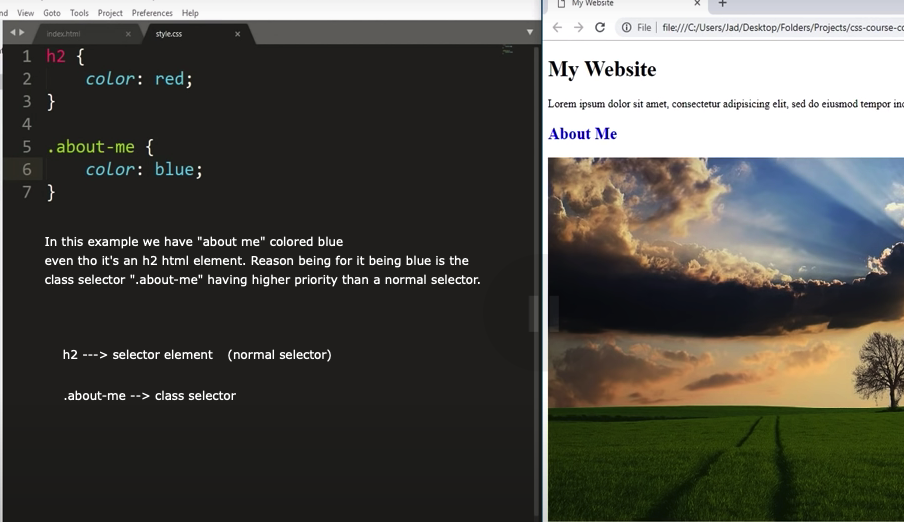 View Goto Tools Project Preferences Help
index.html × style.css ×
1 h2 {
2 color: red;
3 }
4
5 .about-me {
6 color: blue;
7 }
In this example we have "about me" colored blue
even tho it's an h2 html element. Reason being for it being blue is the
class selector ".about-me" having higher priority than a normal selector.
h2 ---> selector element (normal selector)
.about-me --> class selector
My Website × +
File file:///C:/Users/Jad/Desktop/Folders/Projects/css-course-co
My Website
Lorem ipsum dolor sit amet, consectetur adipisicing elit, sed do eiusmod tempor inc
About Me